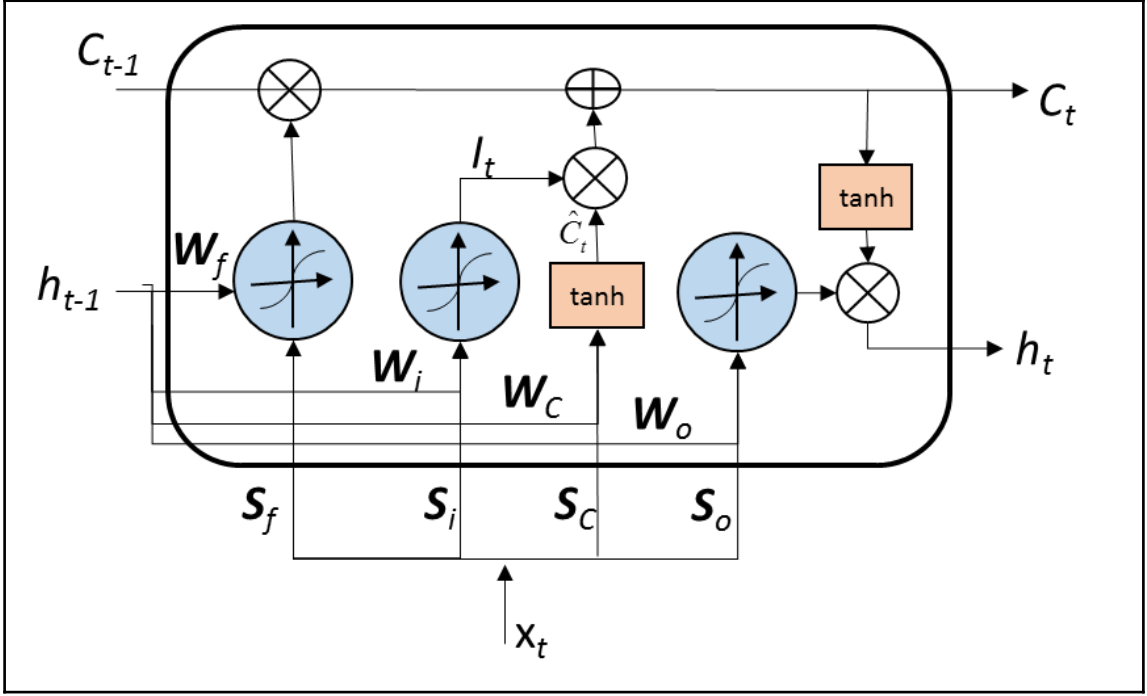 C_{t-1}
C_t
I_t
tanh
Ĉ_t
W_f
h_{t-1}
tanh
W_i
h_t
W_C
W_o
S_f
S_i
S_C
S_o
x_t